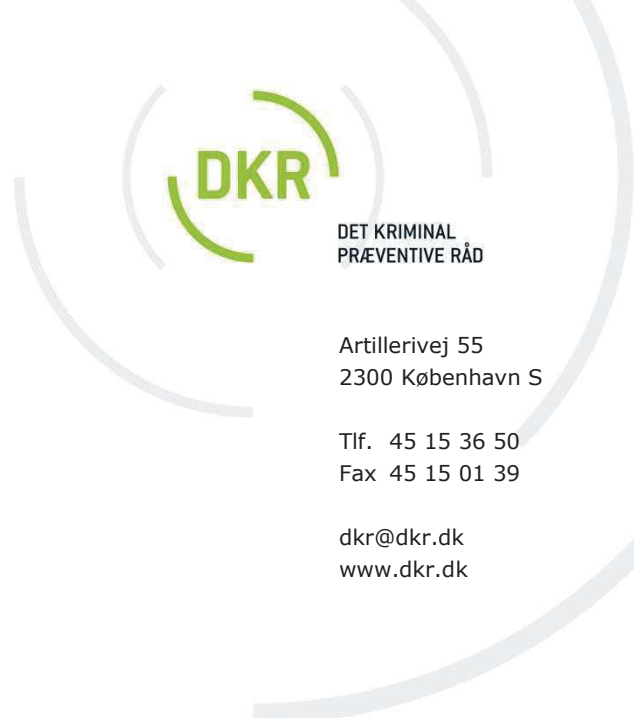 DKR
DET KRIMINAL
PRÆVENTIVE RÅD
Artillerivej 55
2300 København S
Tlf. 45 15 36 50
Fax 45 15 01 39
dkr@dkr.dk
www.dkr.dk